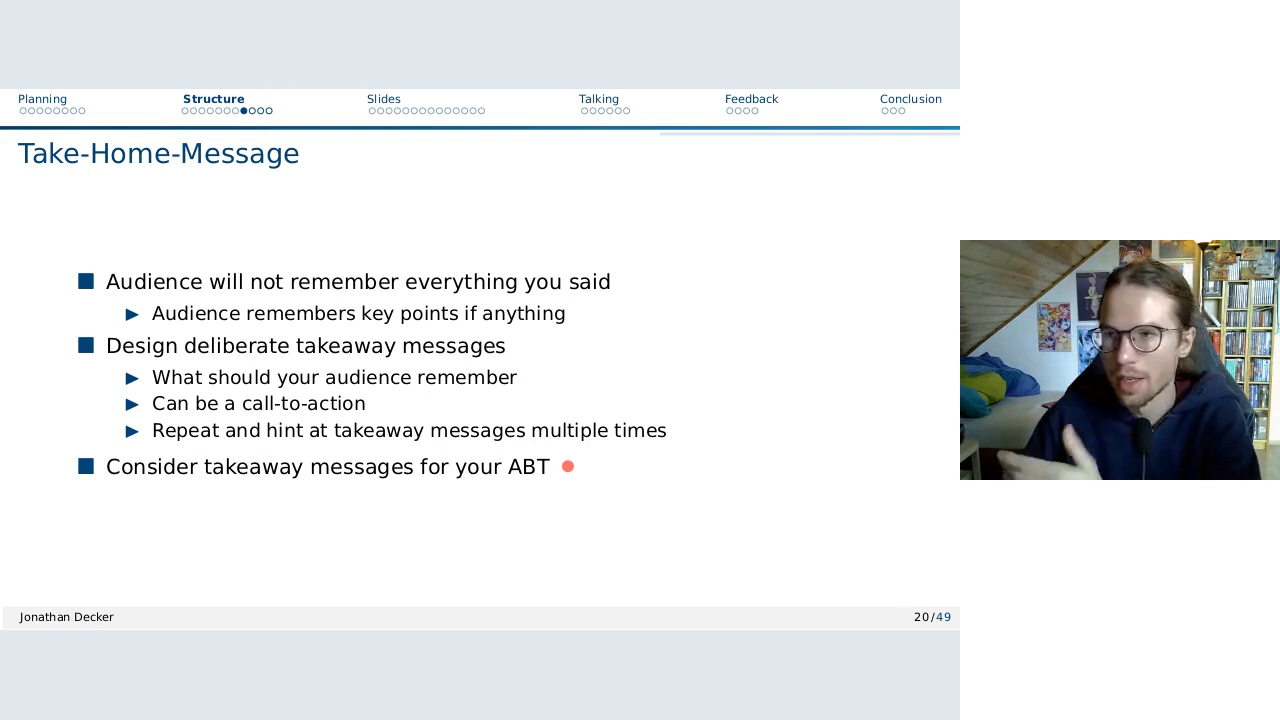 Planning
Structure
Slides
Talking
Feedback
Conclusion
Take-Home-Message
Audience will not remember everything you said
Audience remembers key points if anything
Design deliberate takeaway messages
What should your audience remember
Can be a call-to-action
Repeat and hint at takeaway messages multiple times
Consider takeaway messages for your ABT
Jonathan Decker
20/49